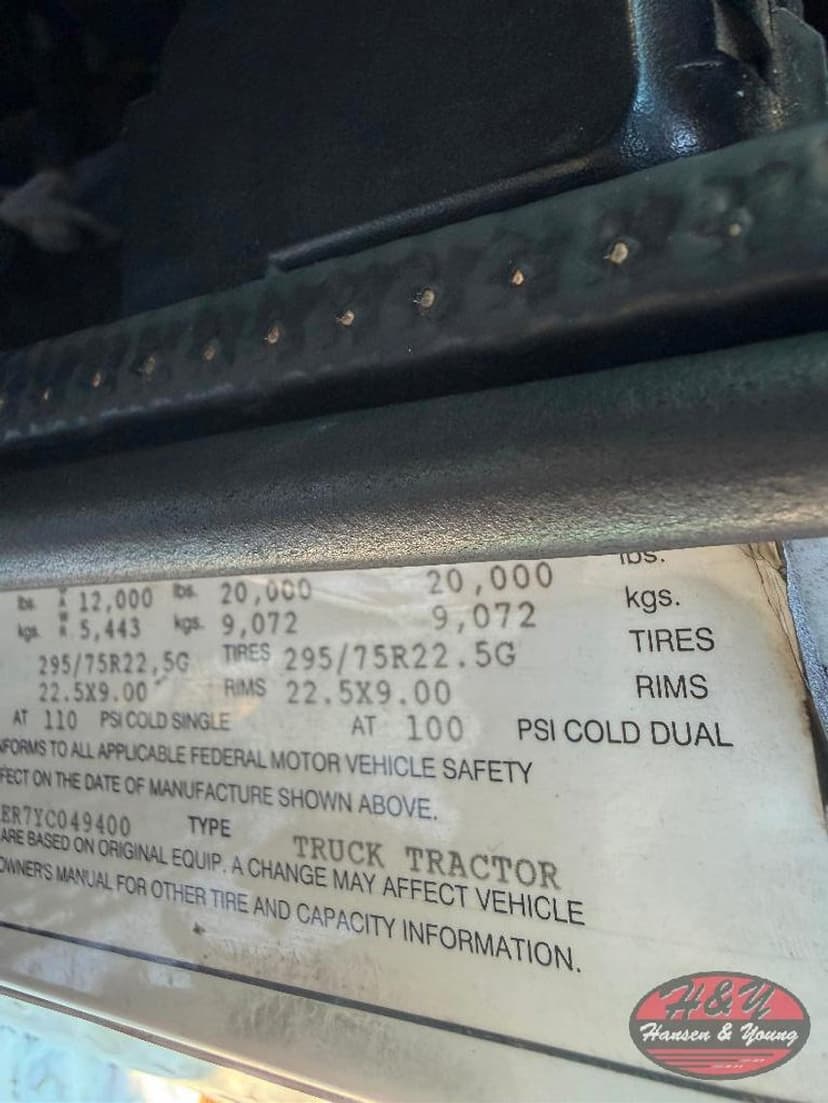 lbs. 12,000 lbs. 20,000 20,000 lbs.
kgs. 5,443 kgs. 9,072 9,072 kgs.
295/75R22.5G TIRES 295/75R22.5G TIRES
22.5X9.00 RIMS 22.5X9.00 RIMS
AT 110 PSI COLD SINGLE AT 100 PSI COLD DUAL
NFORMS TO ALL APPLICABLE FEDERAL MOTOR VEHICLE SAFETY
FECT ON THE DATE OF MANUFACTURE SHOWN ABOVE.
ER7YC049400 TYPE TRUCK TRACTOR
ARE BASED ON ORIGINAL EQUIP. A CHANGE MAY AFFECT VEHICLE
OWNER'S MANUAL FOR OTHER TIRE AND CAPACITY INFORMATION.
H&Y
Hansen & Young